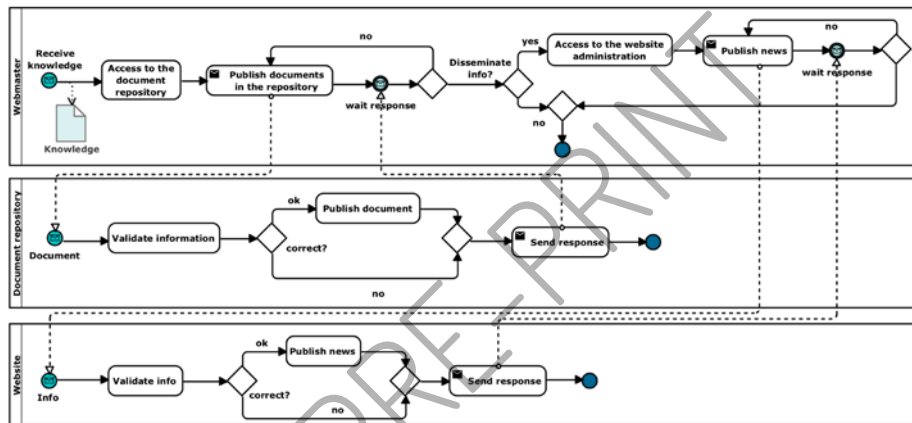 Webmaster
Receive
knowledge
Knowledge
Access to the
document
repository
Publish documents
in the repository
wait response
no
Disseminate
info?
yes
no
Access to the website
administration
Publish news
wait response
no
Document repository
Document
Validate information
correct?
ok
Publish document
no
Send response
Website
Info
Validate info
correct?
ok
Publish news
no
Send response
PRE-PRINT